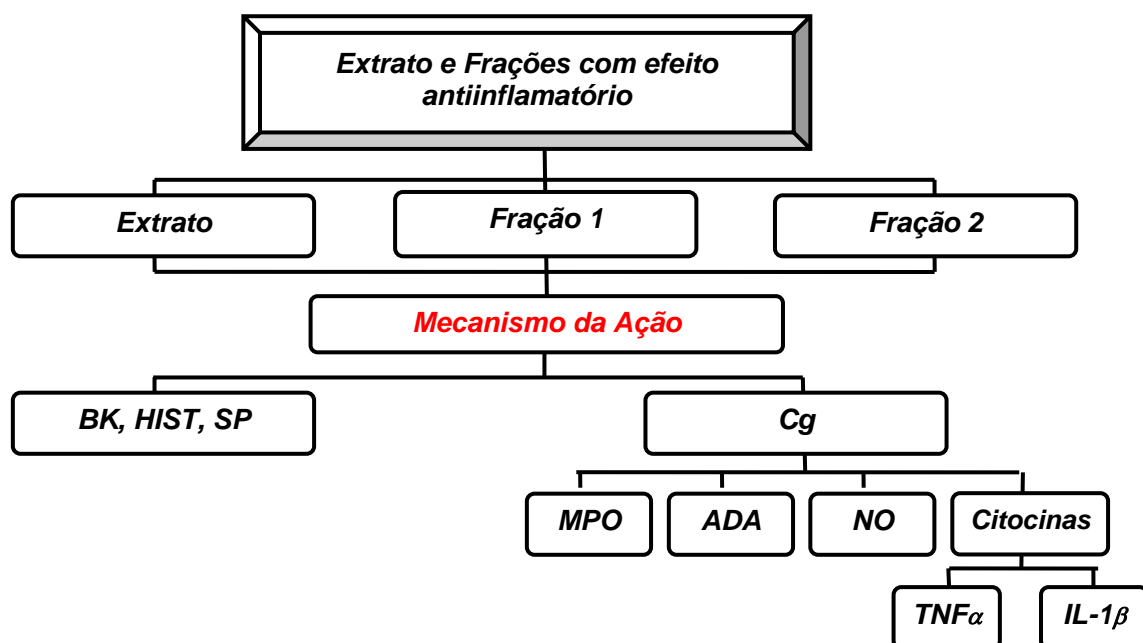 Extrato e Frações com efeito
antiinflamatório
Extrato
Fração 1
Fração 2
Mecanismo da Ação
BK, HIST, SP
Cg
MPO
ADA
NO
Citocinas
TNFα
IL-1β